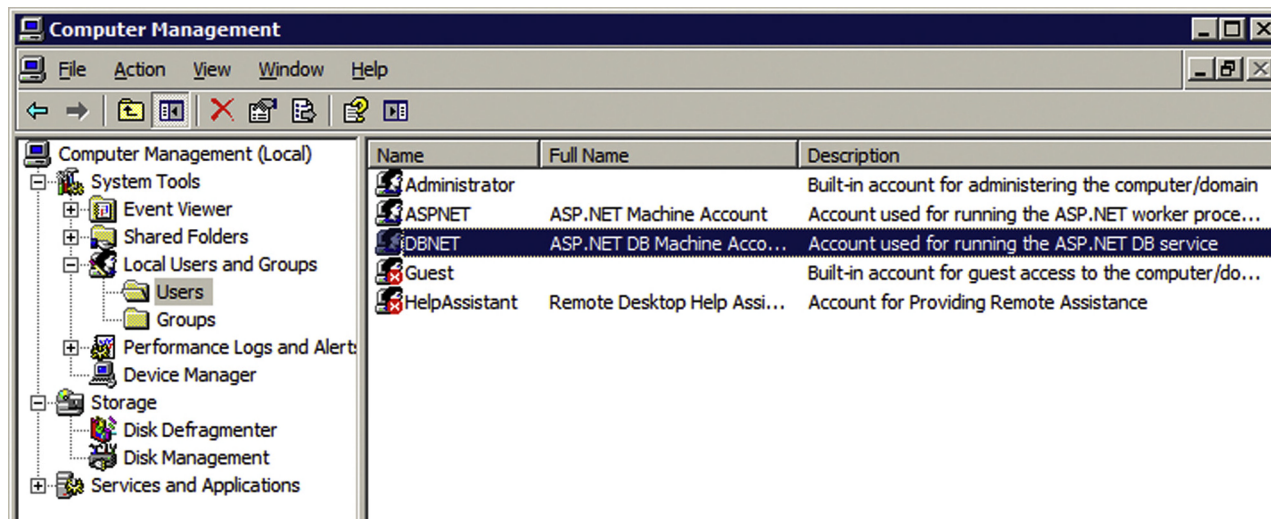 Computer Management
File Action View Window Help
Computer Management (Local)
System Tools
Event Viewer
Shared Folders
Local Users and Groups
Users
Groups
Performance Logs and Alert
Device Manager
Storage
Disk Defragmenter
Disk Management
Services and Applications
Name Full Name Description
Administrator Built-in account for administering the computer/domain
ASPNET ASP.NET Machine Account Account used for running the ASP.NET worker proce...
DBNET ASP.NET DB Machine Acco... Account used for running the ASP.NET DB service
Guest Built-in account for guest access to the computer/do...
HelpAssistant Remote Desktop Help Assi... Account for Providing Remote Assistance